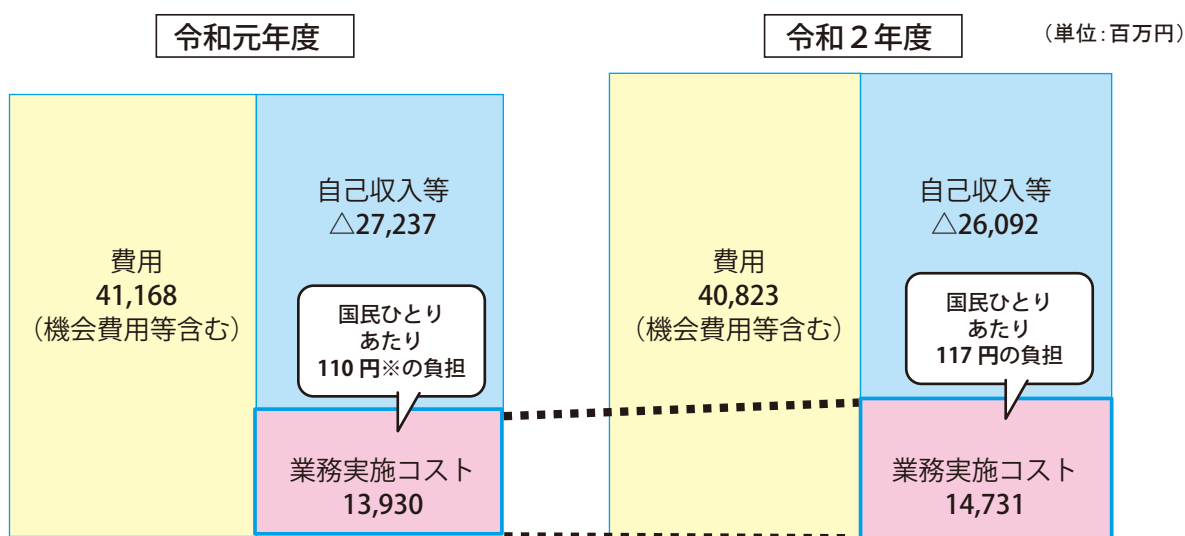 令和元年度
令和２年度
（単位：百万円）
費用
41,168
（機会費用等含む）
自己収入等
△27,237
国民ひとり
あたり
110 円※の負担
業務実施コスト
13,930
費用
40,823
（機会費用等含む）
自己収入等
△26,092
国民ひとり
あたり
117 円の負担
業務実施コスト
14,731